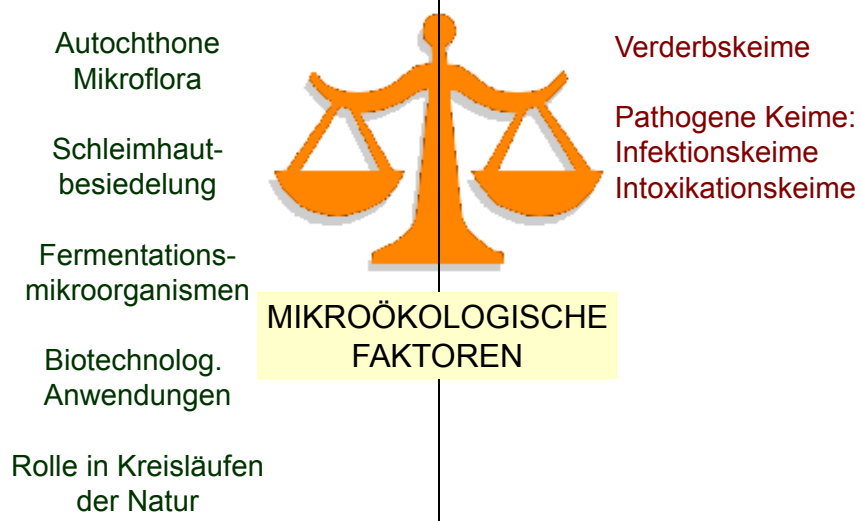 Autochthone
Mikroflora
Schleimhaut-
besiedelung
Fermentations-
mikroorganismen
Biotechnolog.
Anwendungen
Rolle in Kreisläufen
der Natur
MIKROÖKOLOGISCHE
FAKTOREN
Verderbskeime
Pathogene Keime:
Infektionskeime
Intoxikationskeime